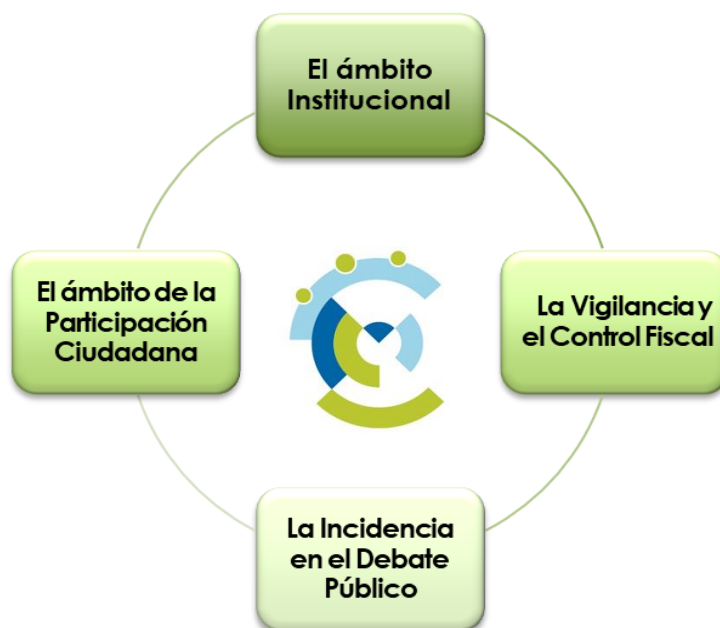 El ámbito
Institucional
La Vigilancia y
el Control Fiscal
La Incidencia
en el Debate
Público
El ámbito de la
Participación
Ciudadana